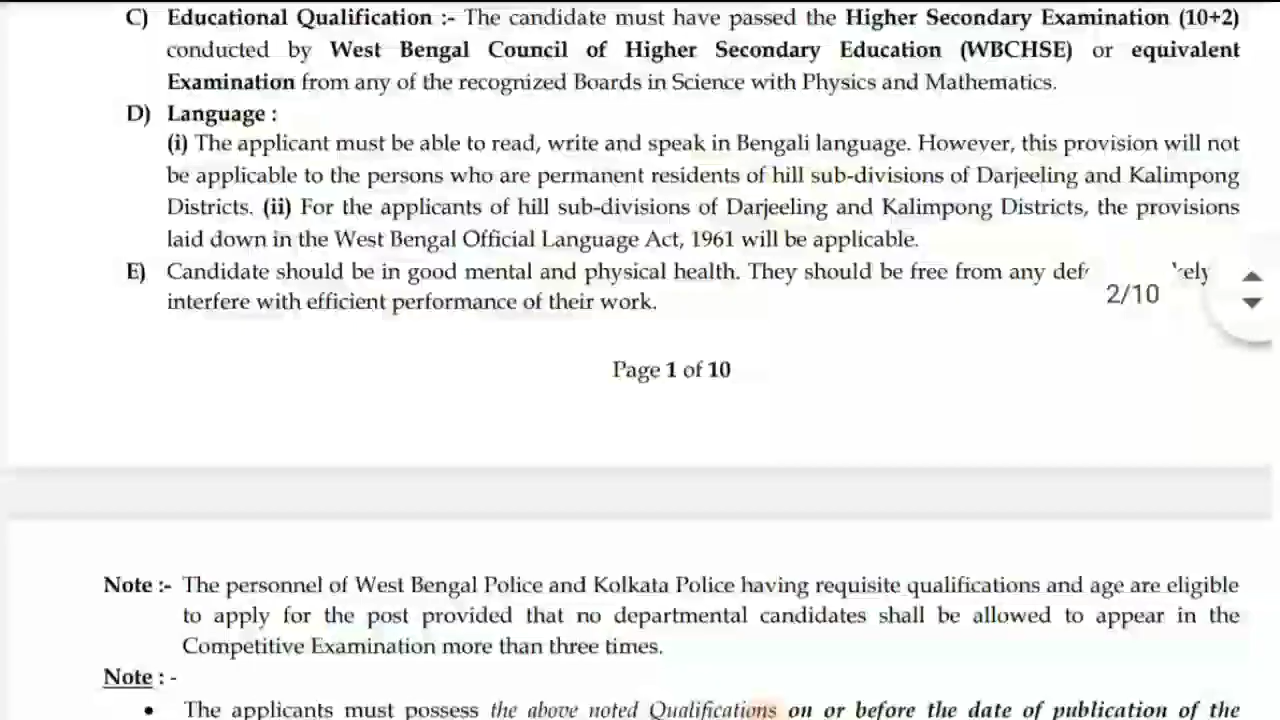 C) Educational Qualification :- The candidate must have passed the Higher Secondary Examination (10+2)
conducted by West Bengal Council of Higher Secondary Education (WBCHSE) or equivalent
Examination from any of the recognized Boards in Science with Physics and Mathematics.
D) Language :
(i) The applicant must be able to read, write and speak in Bengali language. However, this provision will not
be applicable to the persons who are permanent residents of hill sub-divisions of Darjeeling and Kalimpong
Districts. (ii) For the applicants of hill sub-divisions of Darjeeling and Kalimpong Districts, the provisions
laid down in the West Bengal Official Language Act, 1961 will be applicable.
E) Candidate should be in good mental and physical health. They should be free from any
interfere with efficient performance of their work.
2/10
Page 1 of 10
Note :- The personnel of West Bengal Police and Kolkata Police having requisite qualifications and age are eligible
to apply for the post provided that no departmental candidates shall be allowed to appear in the
Competitive Examination more than three times.
Note : -
• The applicants must possess the above noted Qualifications on or before the date of publication of the